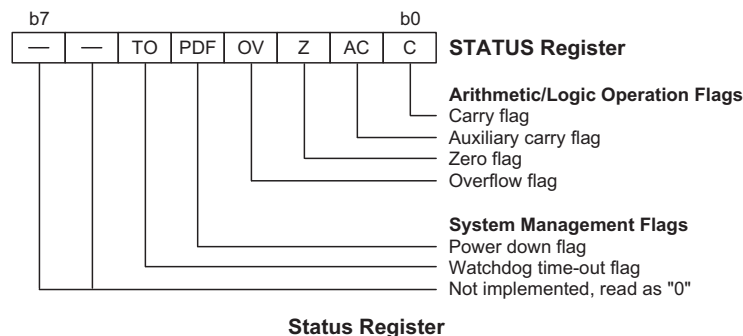 b7 b0
— — TO PDF OV Z AC C STATUS Register
Arithmetic/Logic Operation Flags
Carry flag
Auxiliary carry flag
Zero flag
Overflow flag
System Management Flags
Power down flag
Watchdog time-out flag
Not implemented, read as "0"
Status Register